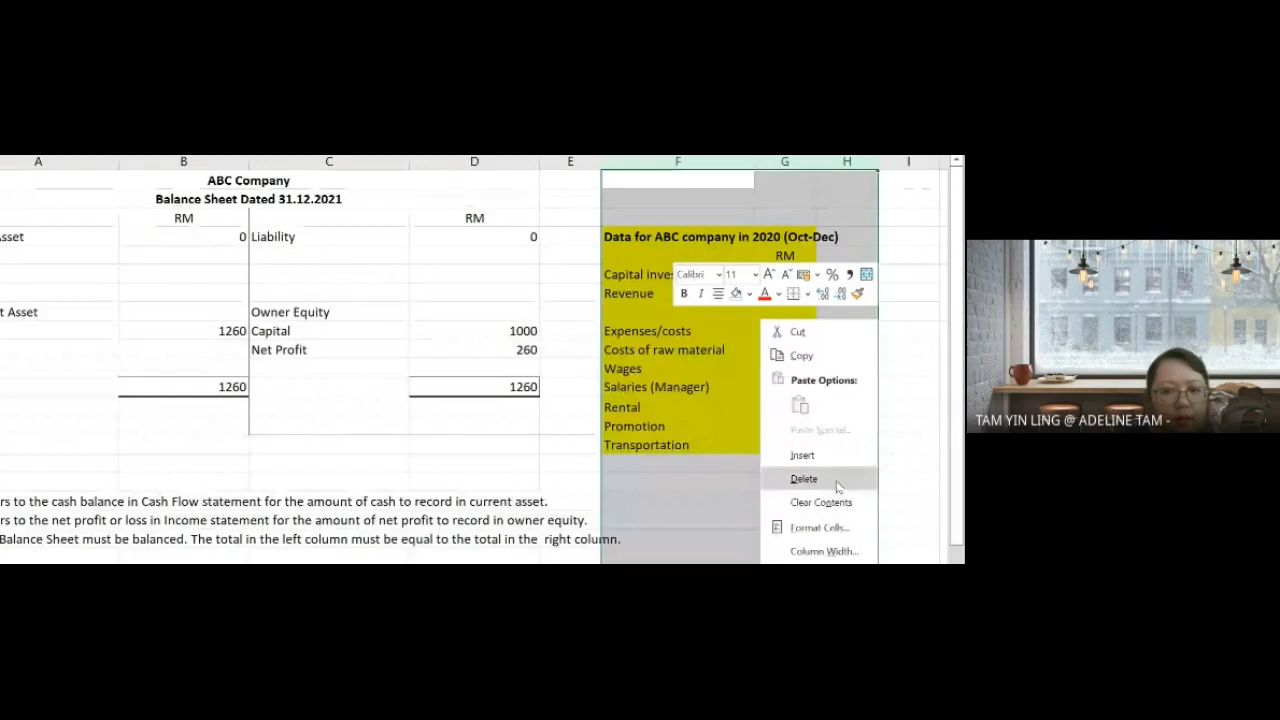 A B C D E F G H I
ABC Company
Balance Sheet Dated 31.12.2021
RM RM
Asset 0 Liability 0 Data for ABC company in 2020 (Oct-Dec)
RM
Capital inves
Revenue
t Asset Owner Equity
1260 Capital 1000 Expenses/costs
Net Profit 260 Costs of raw material
Wages
1260 1260 Salaries (Manager)
Rental
Promotion
Transportation
rs to the cash balance in Cash Flow statement for the amount of cash to record in current asset.
rs to the net profit or loss in Income statement for the amount of net profit to record in owner equity.
Balance Sheet must be balanced. The total in the left column must be equal to the total in the right column.
Calibri 11 A A %
B I A
Cut
Copy
Paste Options:
Paste Special...
Insert
Delete
Clear Contents
Format Cells...
Column Width...
TAM YIN LING @ ADELINE TAM -